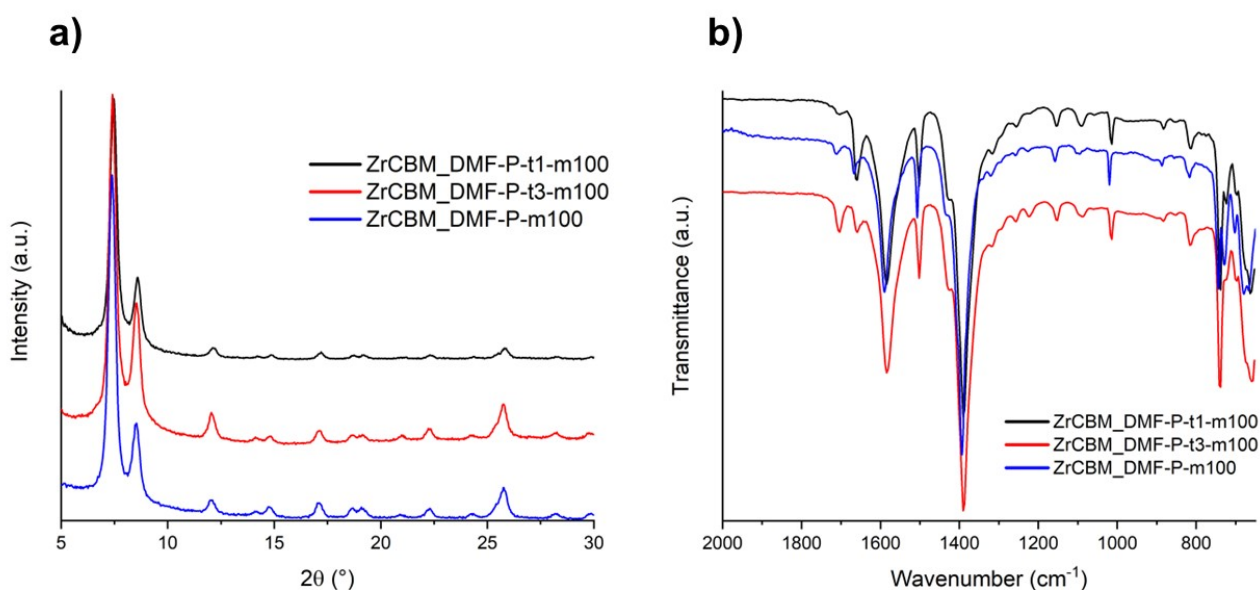 a)
Intensity (a.u.)
ZrCBM_DMF-P-t1-m100
ZrCBM_DMF-P-t3-m100
ZrCBM_DMF-P-m100
5 10 15 20 25 30
2θ (°)
b)
Transmittance (a.u.)
ZrCBM_DMF-P-t1-m100
ZrCBM_DMF-P-t3-m100
ZrCBM_DMF-P-m100
2000 1800 1600 1400 1200 1000 800
Wavenumber (cm⁻¹)